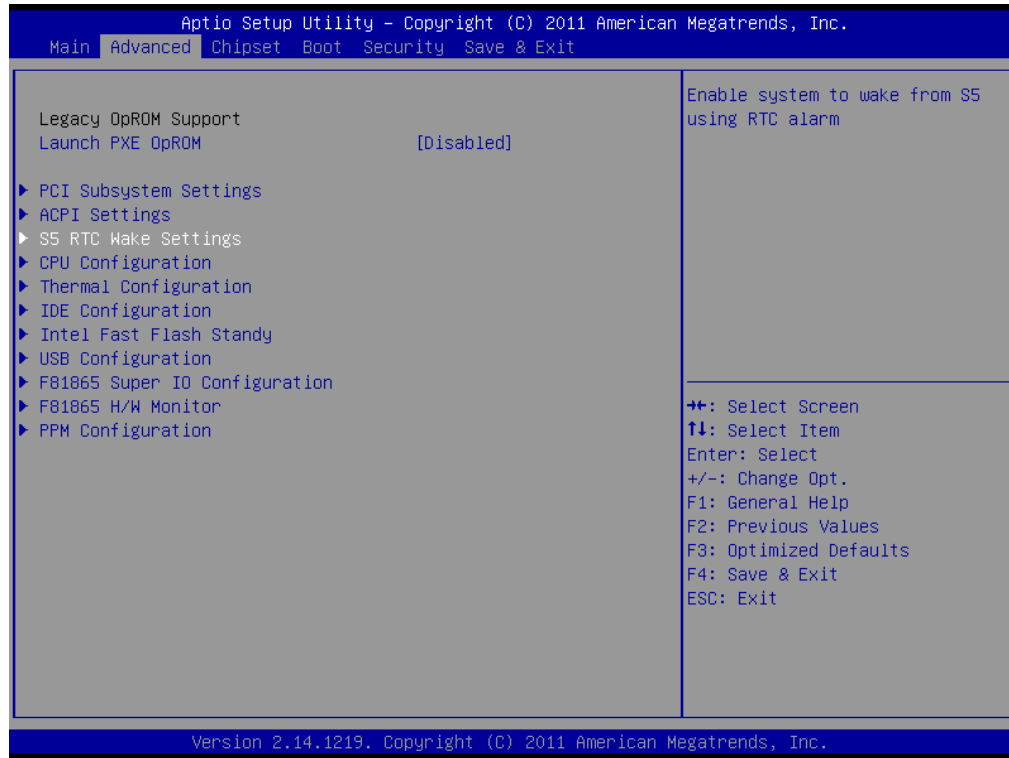 Aptio Setup Utility – Copyright (C) 2011 American Megatrends, Inc.
Main Advanced Chipset Boot Security Save & Exit
Legacy OpROM Support
Launch PXE OpROM [Disabled]
▶ PCI Subsystem Settings
▶ ACPI Settings
▶ S5 RTC Wake Settings
▶ CPU Configuration
▶ Thermal Configuration
▶ IDE Configuration
▶ Intel Fast Flash Standy
▶ USB Configuration
▶ F81865 Super IO Configuration
▶ F81865 H/W Monitor
▶ PPM Configuration
Enable system to wake from S5
using RTC alarm
→←: Select Screen
↑↓: Select Item
Enter: Select
+/-: Change Opt.
F1: General Help
F2: Previous Values
F3: Optimized Defaults
F4: Save & Exit
ESC: Exit
Version 2.14.1219. Copyright (C) 2011 American Megatrends, Inc.